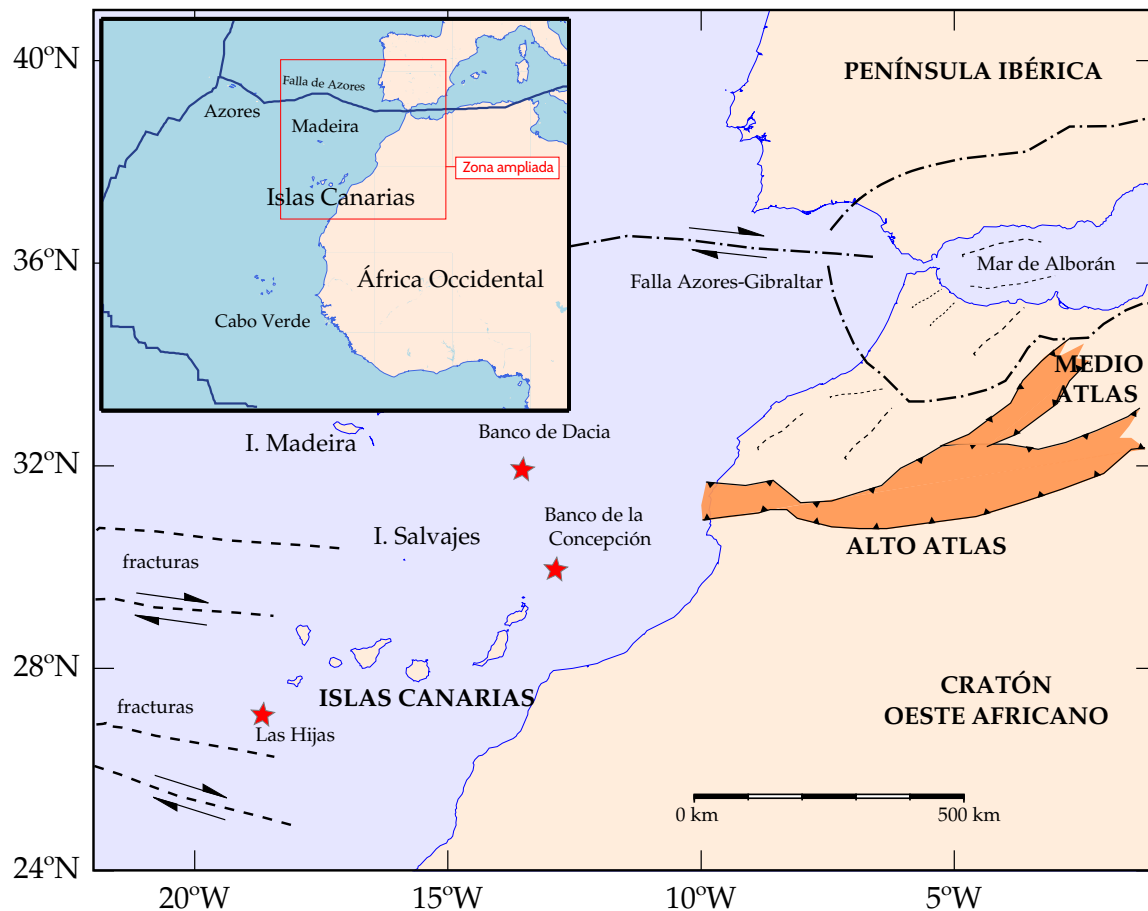 40ºN
36ºN
32ºN
28ºN
24ºN
20ºW
15ºW
10ºW
5ºW
Falla de Azores
Azores
Madeira
Zona ampliada
Islas Canarias
África Occidental
Cabo Verde
PENÍNSULA IBÉRICA
Mar de Alborán
Falla Azores-Gibraltar
MEDIO
ATLAS
I. Madeira
Banco de Dacia
Banco de la
Concepción
I. Salvajes
ALTO ATLAS
fracturas
ISLAS CANARIAS
fracturas
Las Hijas
CRATÓN
OESTE AFRICANO
0 km
500 km